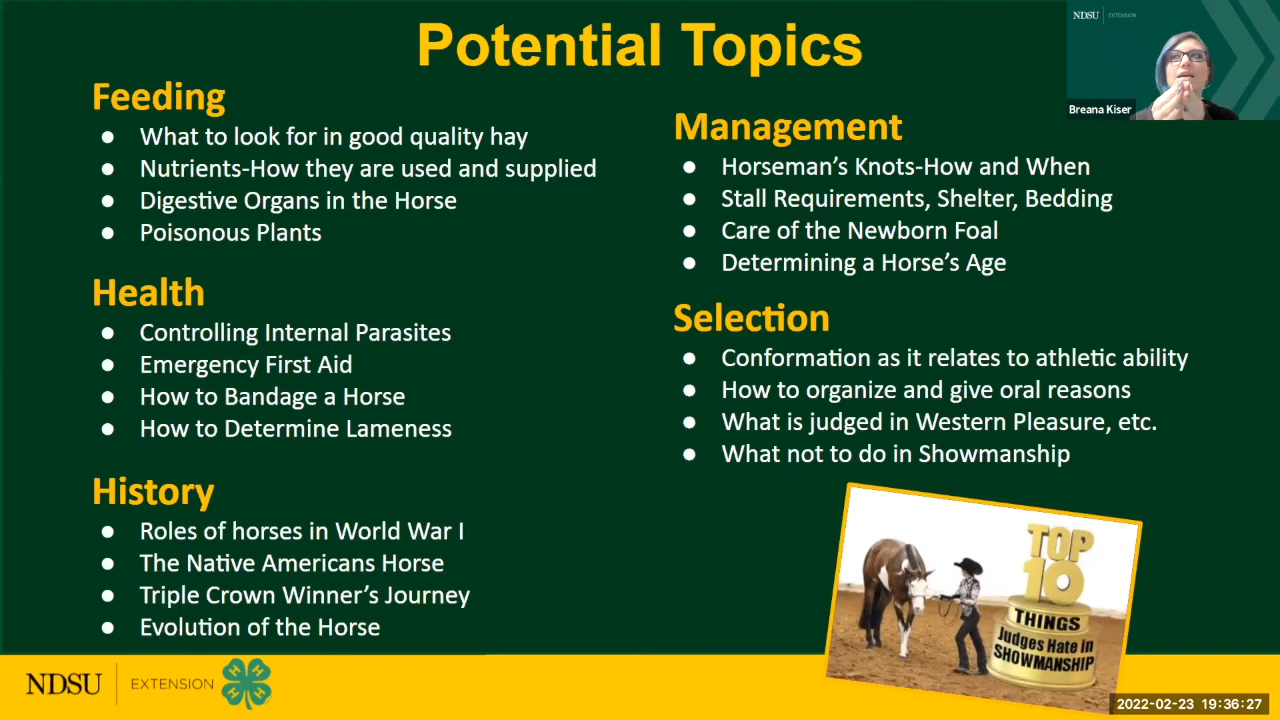 Potential Topics
Feeding
● What to look for in good quality hay
● Nutrients-How they are used and supplied
● Digestive Organs in the Horse
● Poisonous Plants
Health
● Controlling Internal Parasites
● Emergency First Aid
● How to Bandage a Horse
● How to Determine Lameness
History
● Roles of horses in World War I
● The Native Americans Horse
● Triple Crown Winner’s Journey
● Evolution of the Horse
Management
● Horseman’s Knots-How and When
● Stall Requirements, Shelter, Bedding
● Care of the Newborn Foal
● Determining a Horse’s Age
Selection
● Conformation as it relates to athletic ability
● How to organize and give oral reasons
● What is judged in Western Pleasure, etc.
● What not to do in Showmanship
TOP
10
THINGS
Judges Hate in
SHOWMANSHIP
NDSU EXTENSION
Breana Kiser
NDSU EXTENSION
H H H H
2022-02-23 19:36:27